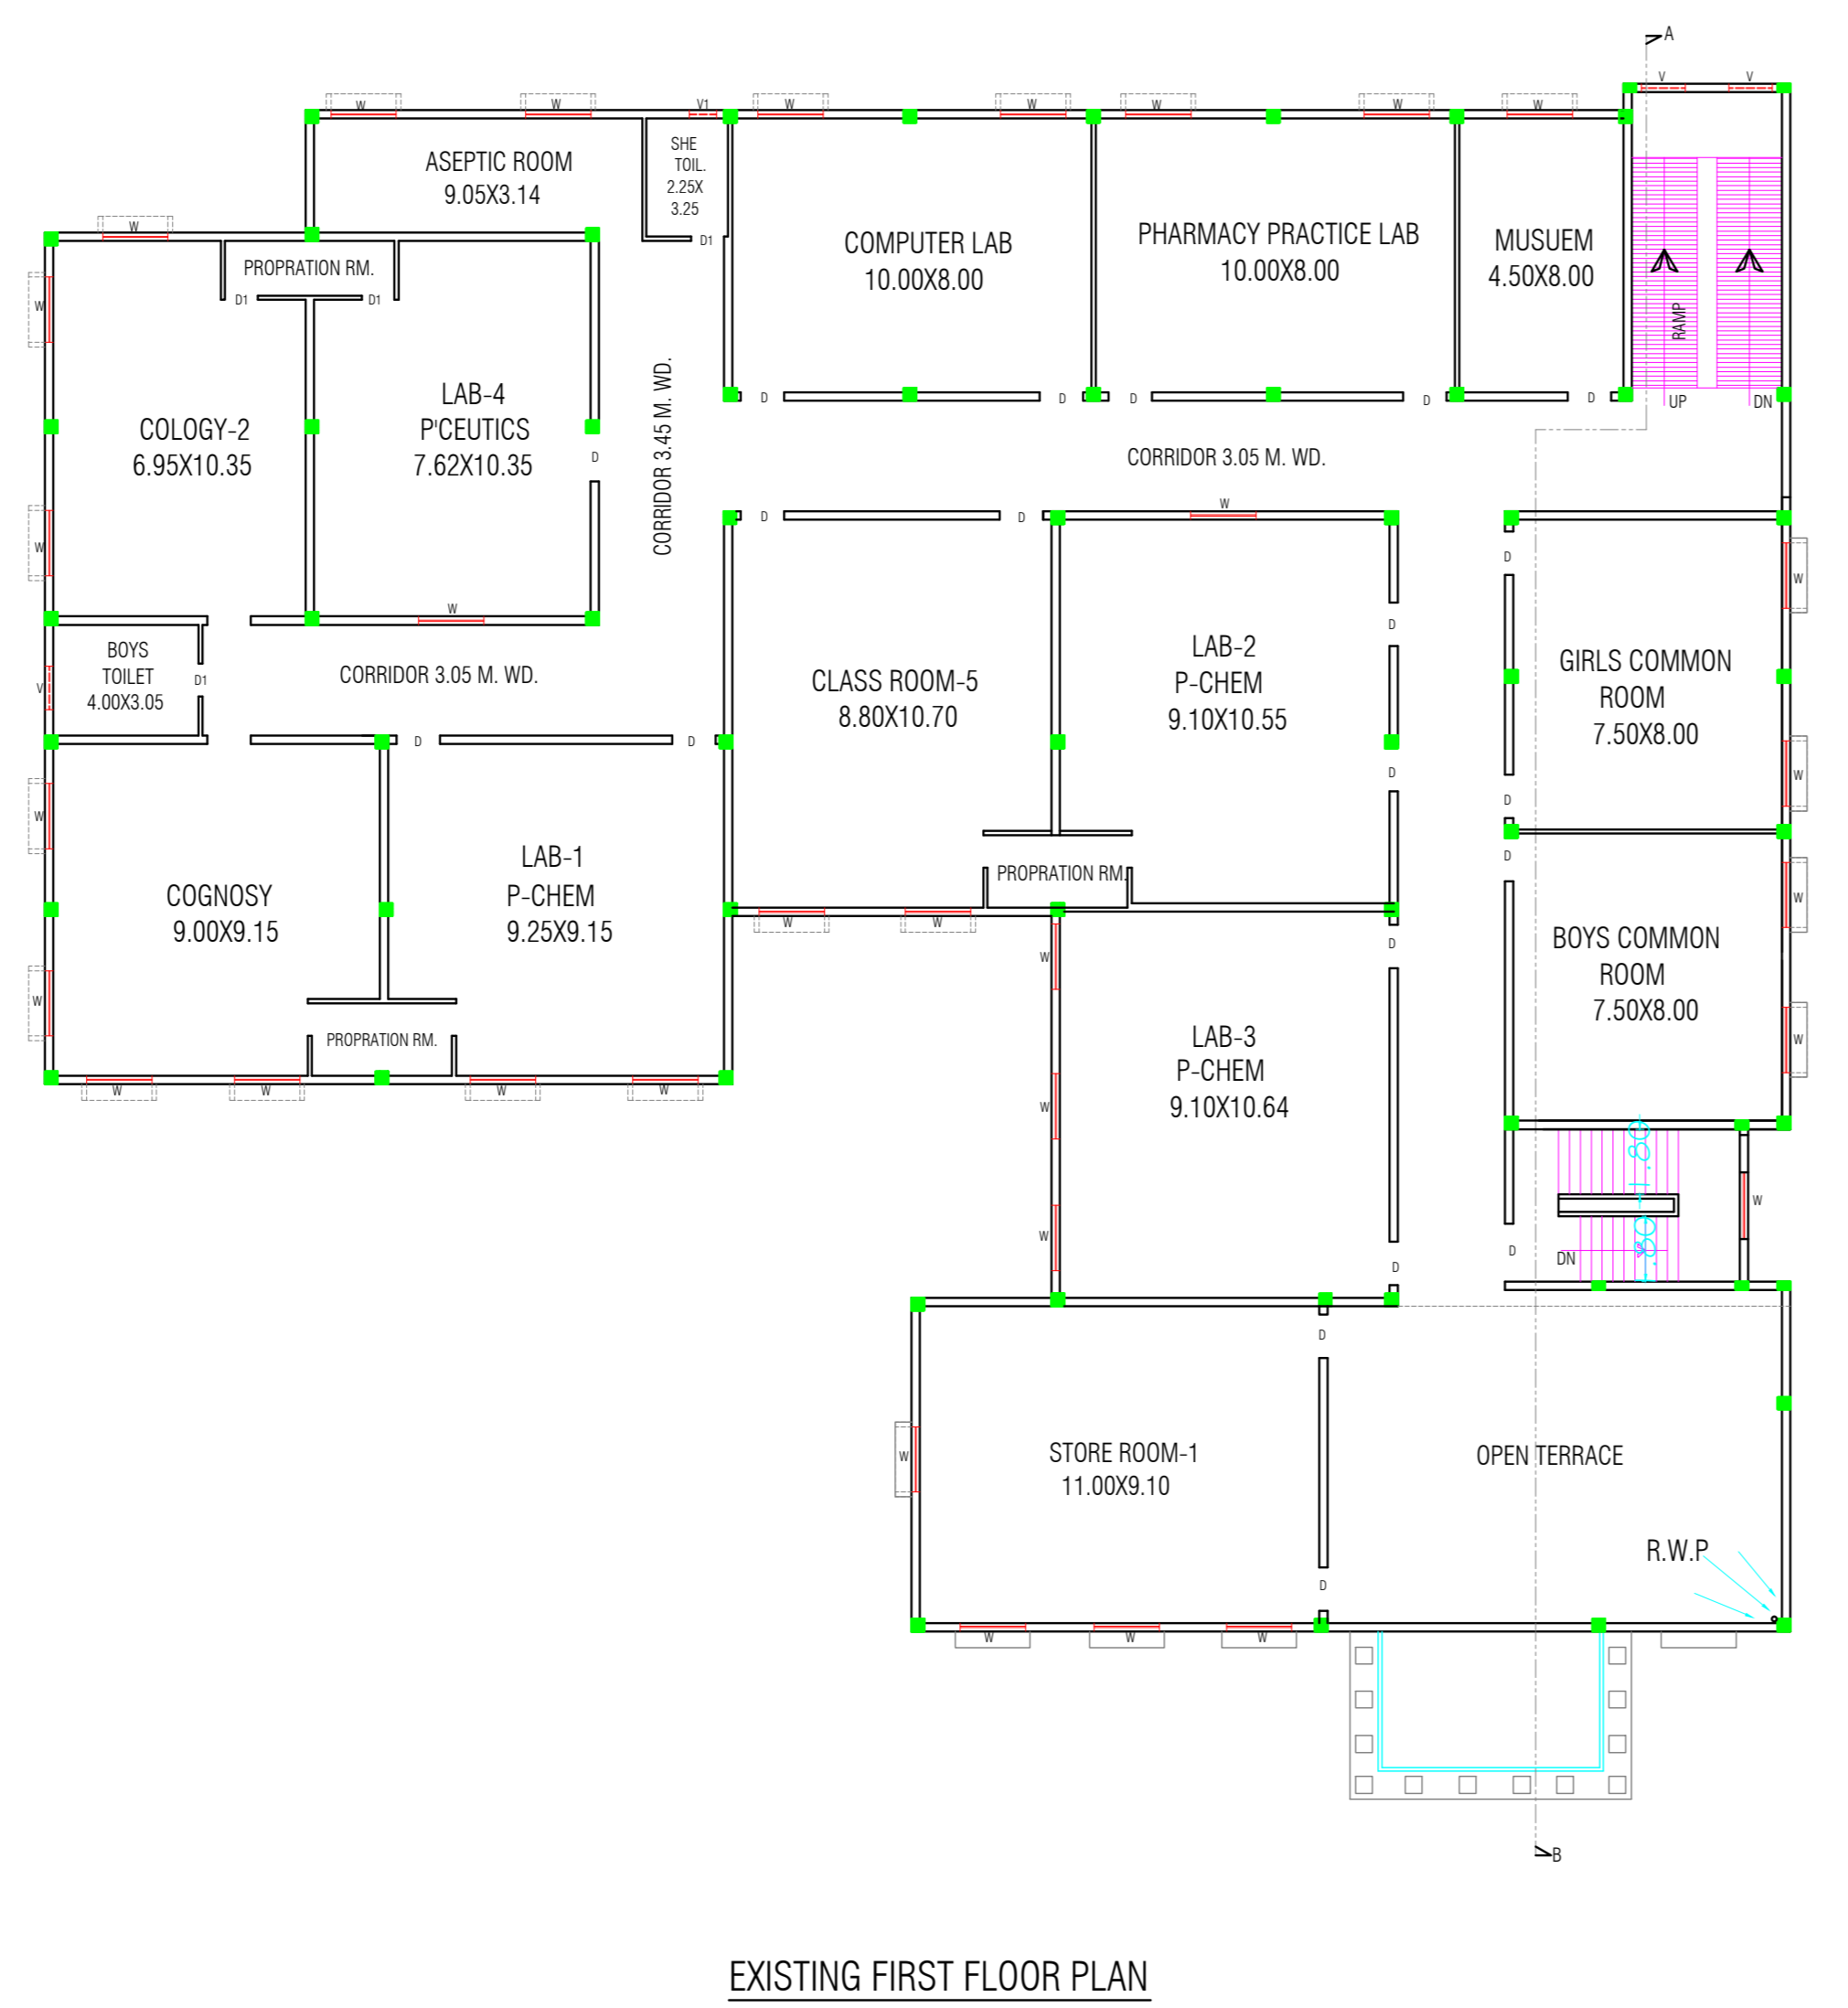 A
V V
W W V1 W W W W W
ASEPTIC ROOM
9.05X3.14
SHE
TOIL.
2.25X
3.25
D1
COMPUTER LAB
10.00X8.00
PHARMACY PRACTICE LAB
10.00X8.00
MUSUEM
4.50X8.00
RAMP
UP DN
W
PROPRATION RM.
D1 D1
W
COLOGY-2
6.95X10.35
LAB-4
P'CEUTICS
7.62X10.35
D
CORRIDOR 3.45 M. WD.
D D D D D
CORRIDOR 3.05 M. WD.
D D
W
W
W
D
W
BOYS
TOILET
4.00X3.05
D1
V
CORRIDOR 3.05 M. WD.
D D
CLASS ROOM-5
8.80X10.70
LAB-2
P-CHEM
9.10X10.55
D
D
GIRLS COMMON
ROOM
7.50X8.00
W
D
D
W
COGNOSY
9.00X9.15
LAB-1
P-CHEM
9.25X9.15
PROPRATION RM.
W W
BOYS COMMON
ROOM
7.50X8.00
W
W
W
PROPRATION RM.
W W W W
D
W
W
W
LAB-3
P-CHEM
9.10X10.64
D
D
DN
1.80
1.80
W
D
STORE ROOM-1
11.00X9.10
W
OPEN TERRACE
R.W.P
D
W W W
B
EXISTING FIRST FLOOR PLAN